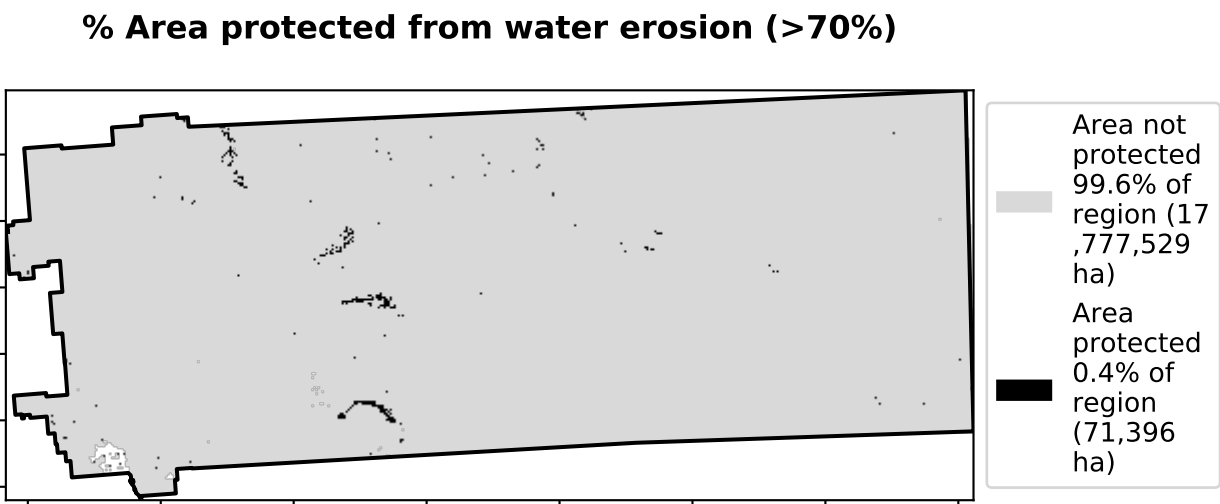 % Area protected from water erosion (>70%)
Area not
protected
99.6% of
region (17
,777,529
ha)
Area
protected
0.4% of
region
(71,396
ha)